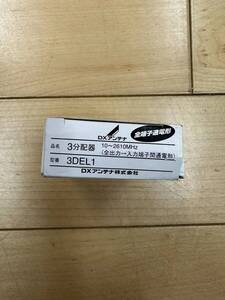 DXアンテナ
全端子通電形
品名 3分配器 10〜2610MHz
(全出力ー入力端子間通電形)
型番 3DEL1
DXアンテナ株式会社